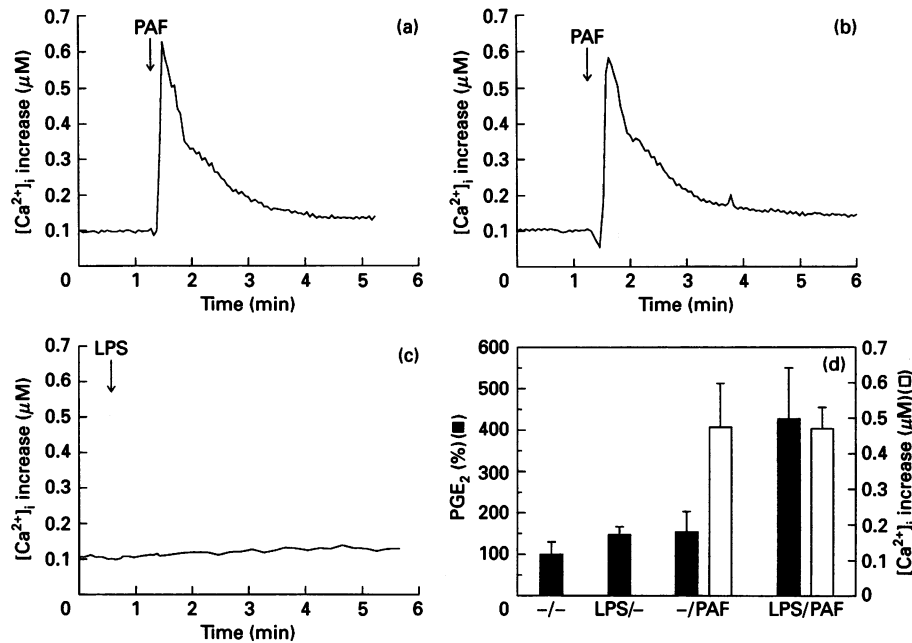 (a)
PAF
[Ca2+]i increase (µM)
0.7
0.6
0.5
0.4
0.3
0.2
0.1
0
1 2 3 4 5 6
Time (min)
(b)
PAF
[Ca2+]i increase (µM)
0.7
0.6
0.5
0.4
0.3
0.2
0.1
0
1 2 3 4 5 6
Time (min)
(c)
LPS
[Ca2+]i increase (µM)
0.7
0.6
0.5
0.4
0.3
0.2
0.1
0
1 2 3 4 5 6
Time (min)
(d)
PGE2 (%) (■)
600
500
400
300
200
100
0
–/– LPS/– –/PAF LPS/PAF
0.7
0.6
0.5
0.4
0.3
0.2
0.1
0
[Ca2+]i increase (µM) (□)